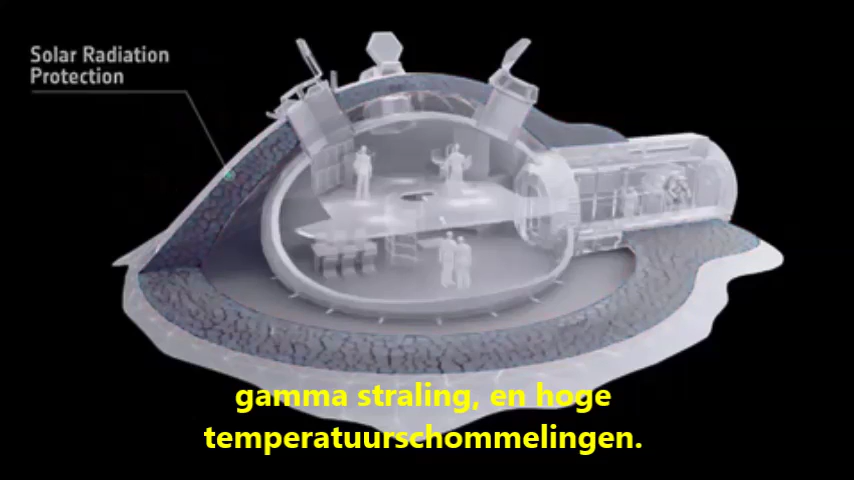 Solar Radiation
Protection
gamma straling, en hoge
temperatuurschommelingen.